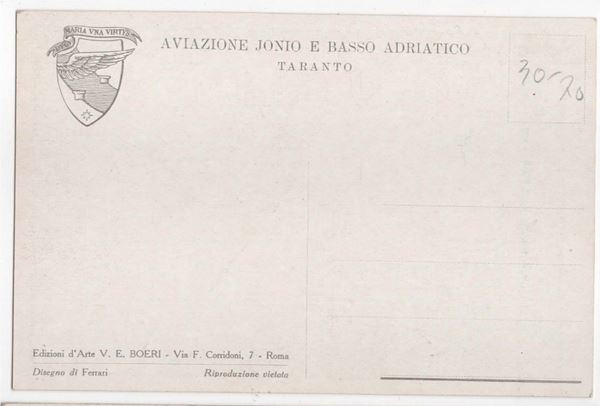 MARIA VNA VIRTVS
AVIAZIONE JONIO E BASSO ADRIATICO
TARANTO
30-20
Edizioni d'Arte V. E. BOERI - Via F. Corridoni, 7 - Roma
Disegno di Ferrari
Riproduzione vietata